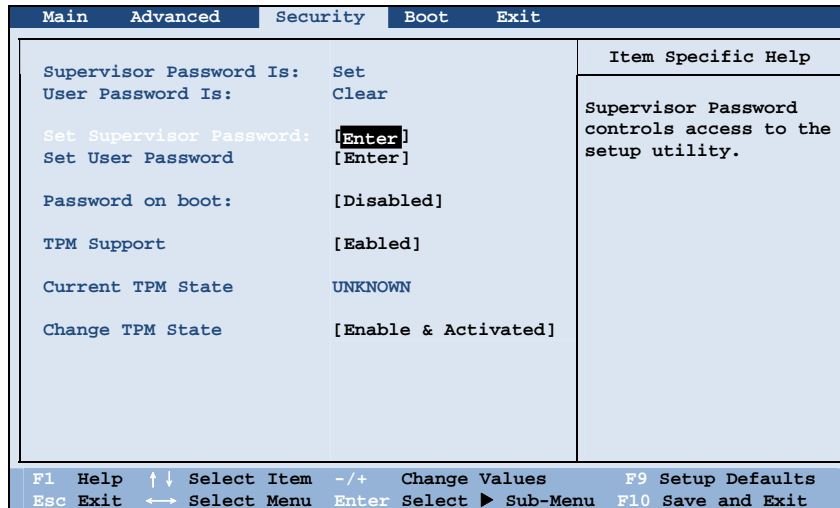 Main Advanced Security Boot Exit
Item Specific Help
Supervisor Password Is: Set
User Password Is: Clear
Set Supervisor Password: [Enter]
Set User Password [Enter]
Password on boot: [Disabled]
TPM Support [Eabled]
Current TPM State UNKNOWN
Change TPM State [Enable & Activated]
Supervisor Password
controls access to the
setup utility.
F1 Help ↑↓ Select Item -/+ Change Values F9 Setup Defaults
Esc Exit ←→ Select Menu Enter Select ▶ Sub-Menu F10 Save and Exit